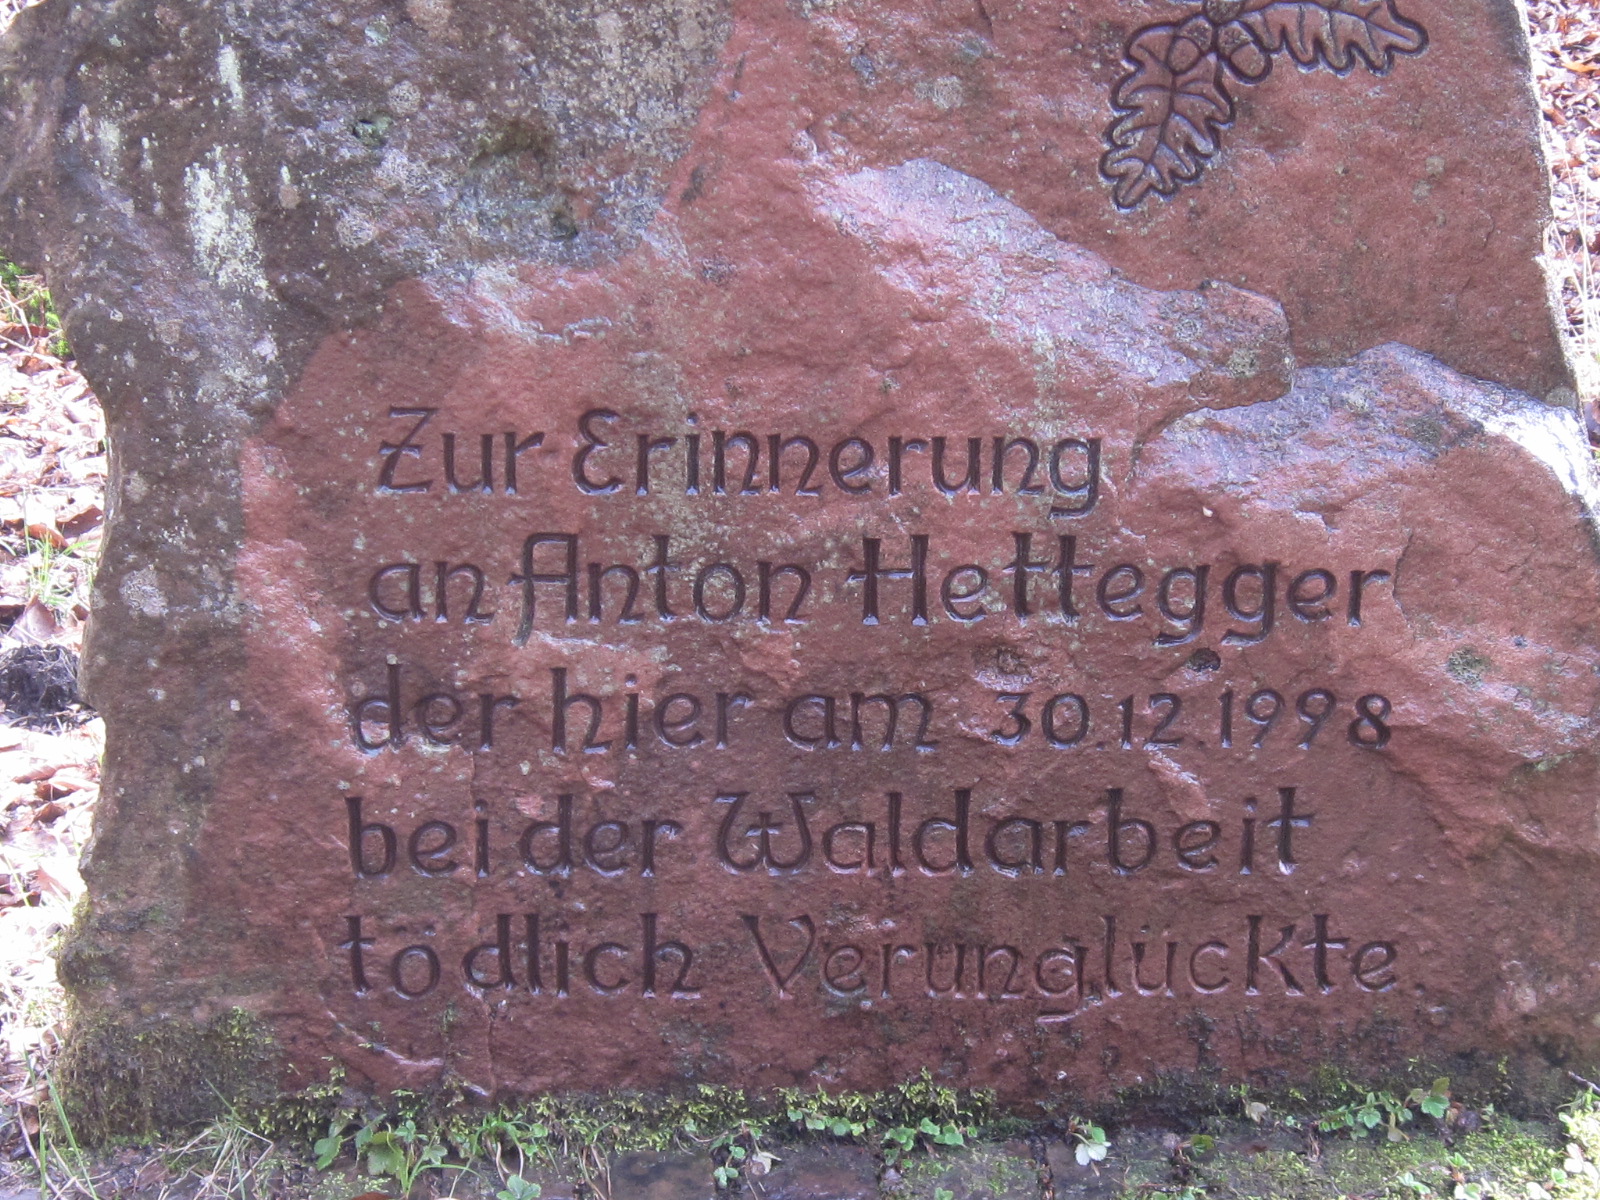 Zur Erinnerung
an Anton Hettegger
der hier am 30.12.1998
bei der Waldarbeit
tödlich Verunglückte